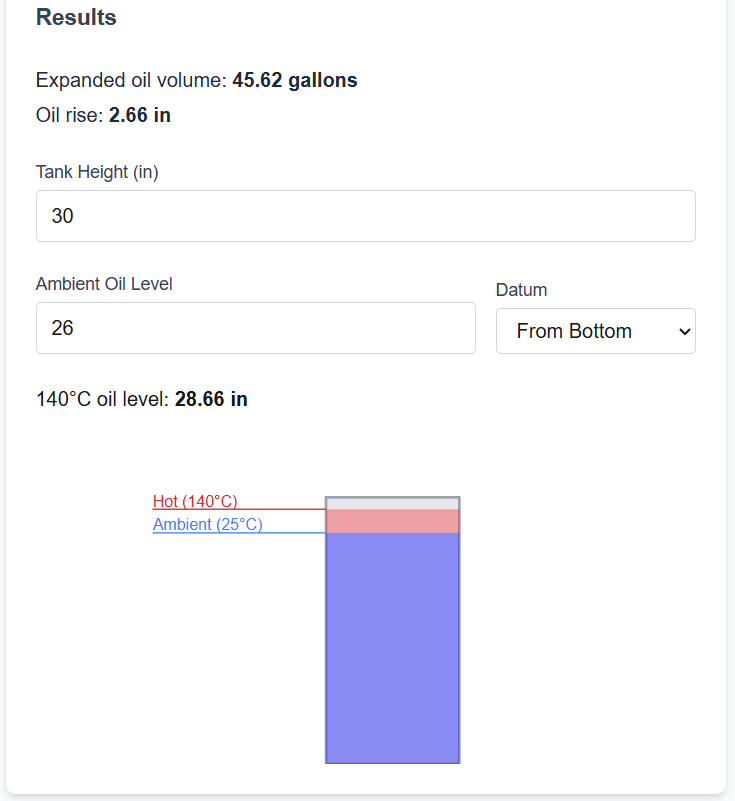 Results
Expanded oil volume: 45.62 gallons
Oil rise: 2.66 in
Tank Height (in)
30
Ambient Oil Level
26
Datum
From Bottom
140°C oil level: 28.66 in
Hot (140°C)
Ambient (25°C)